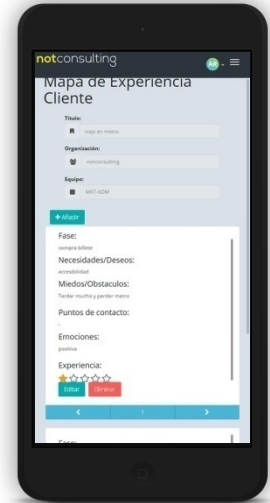 notconsulting
AR
Mapa de Experiencia
Cliente
Título:
viaje en metro
Organización:
notconsulting
Equipo:
MKT-ADM
+ Añadir
Fase:
compra billete
Necesidades/Deseos:
accesibilidad
Miedos/Obstaculos:
Tardar mucho y perder metro
Puntos de contacto:
-
Emociones:
positiva
Experiencia:
Editar Eliminar
1
Fase: